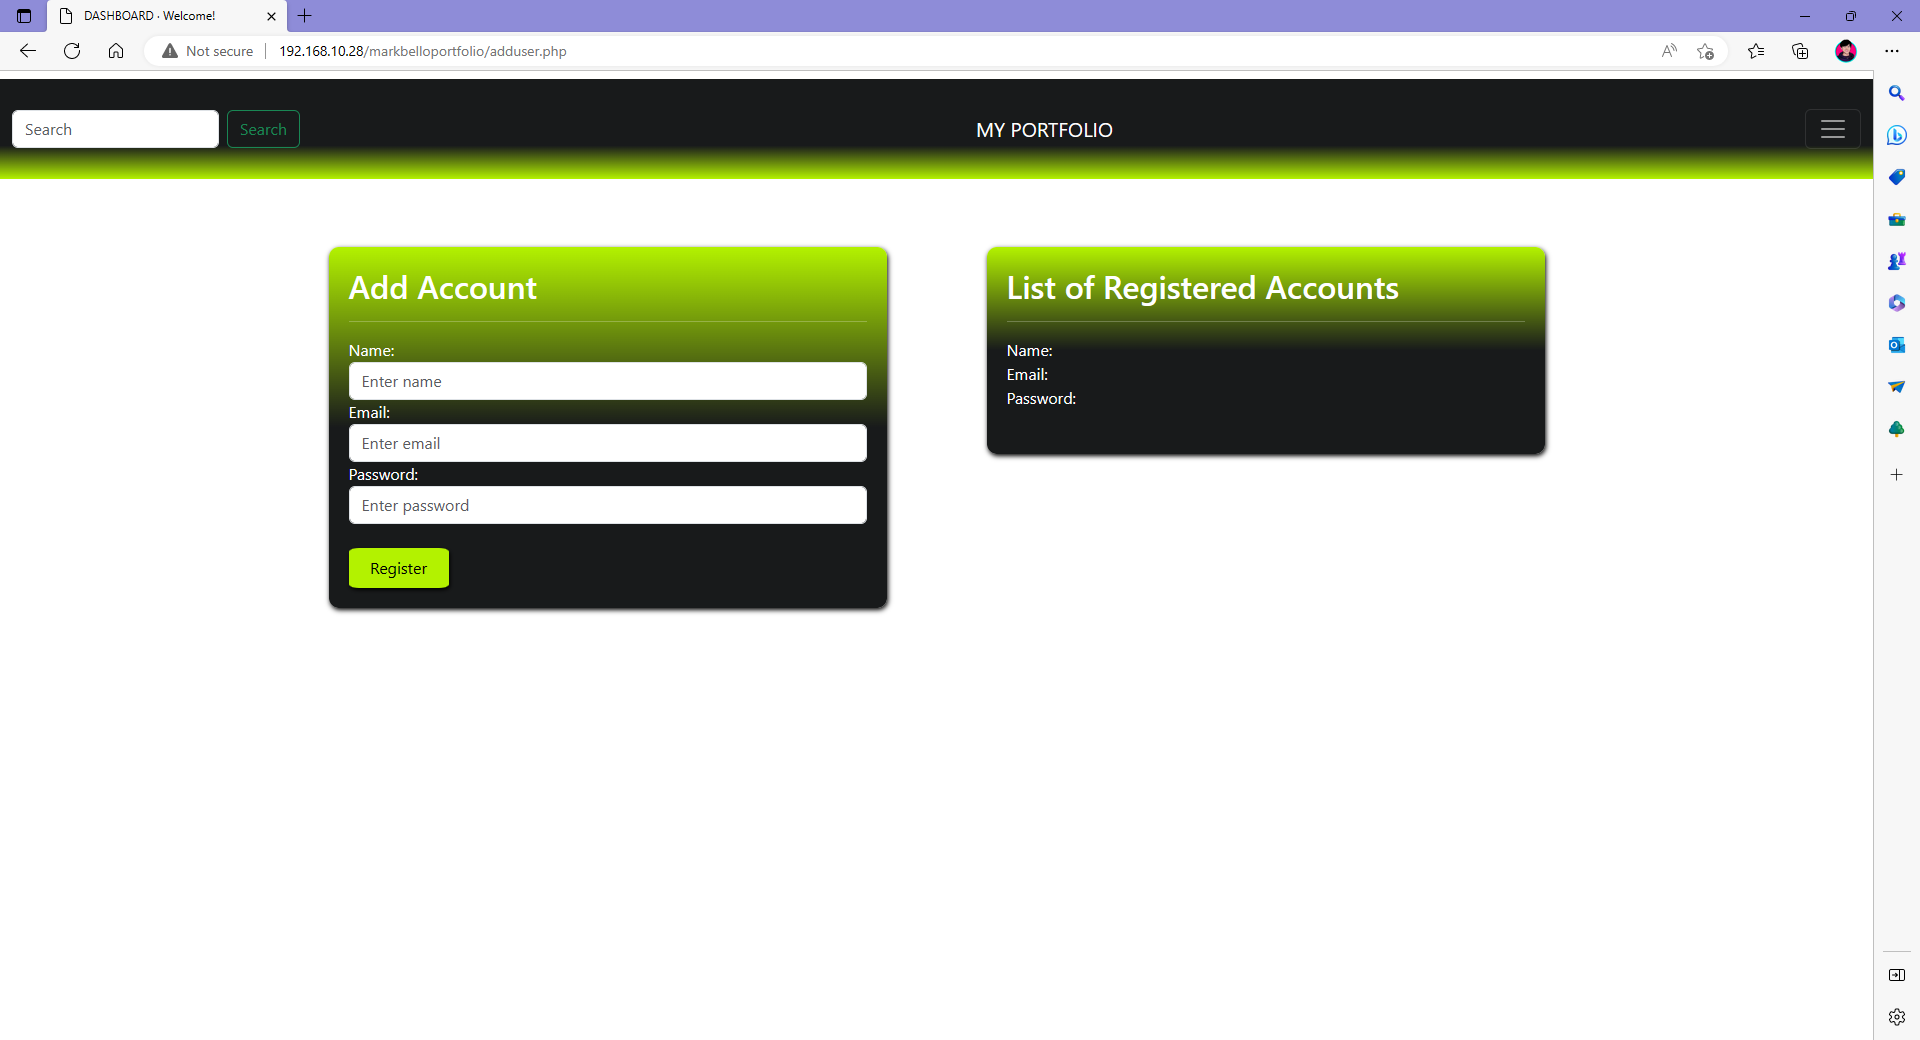 DASHBOARD · Welcome!
Not secure | 192.168.10.28/markbelloportfolio/adduser.php
Search
Search
MY PORTFOLIO
Add Account
Name:
Enter name
Email:
Enter email
Password:
Enter password
Register
List of Registered Accounts
Name:
Email:
Password: